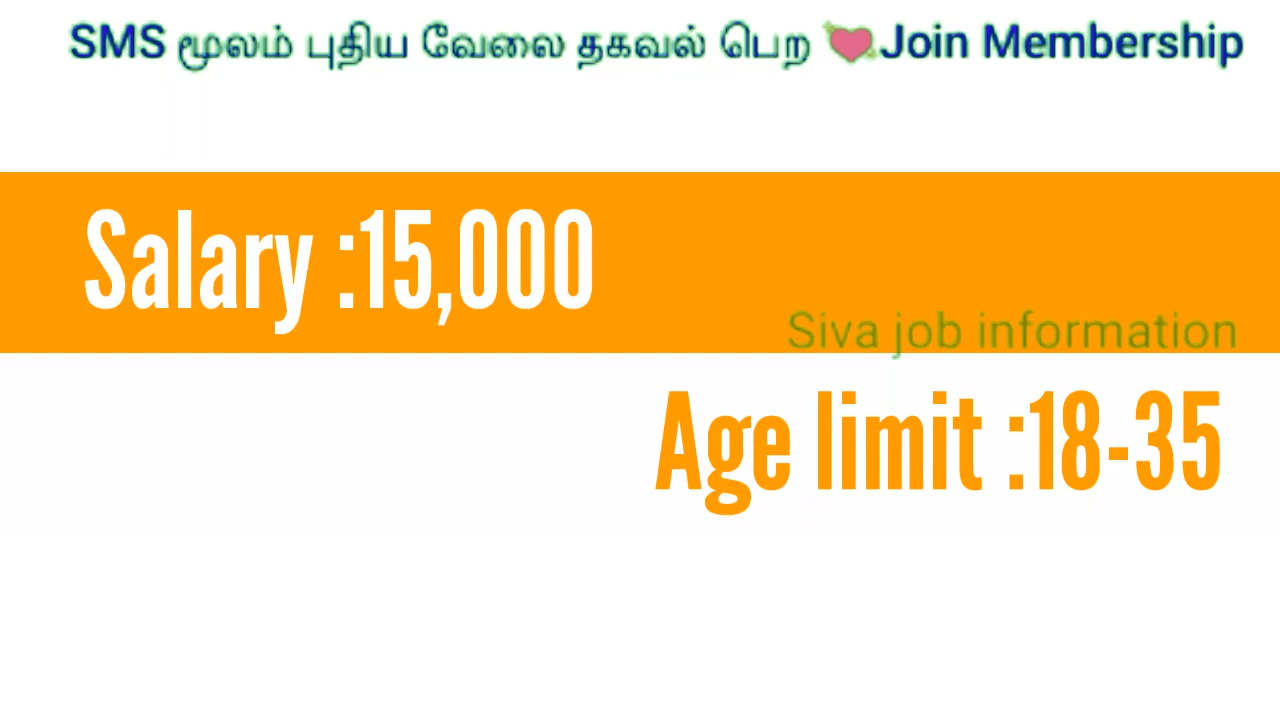 SMS மூலம் புதிய வேலை தகவல் பெற 💘Join Membership
Salary :15,000
Siva job information
Age limit :18-35